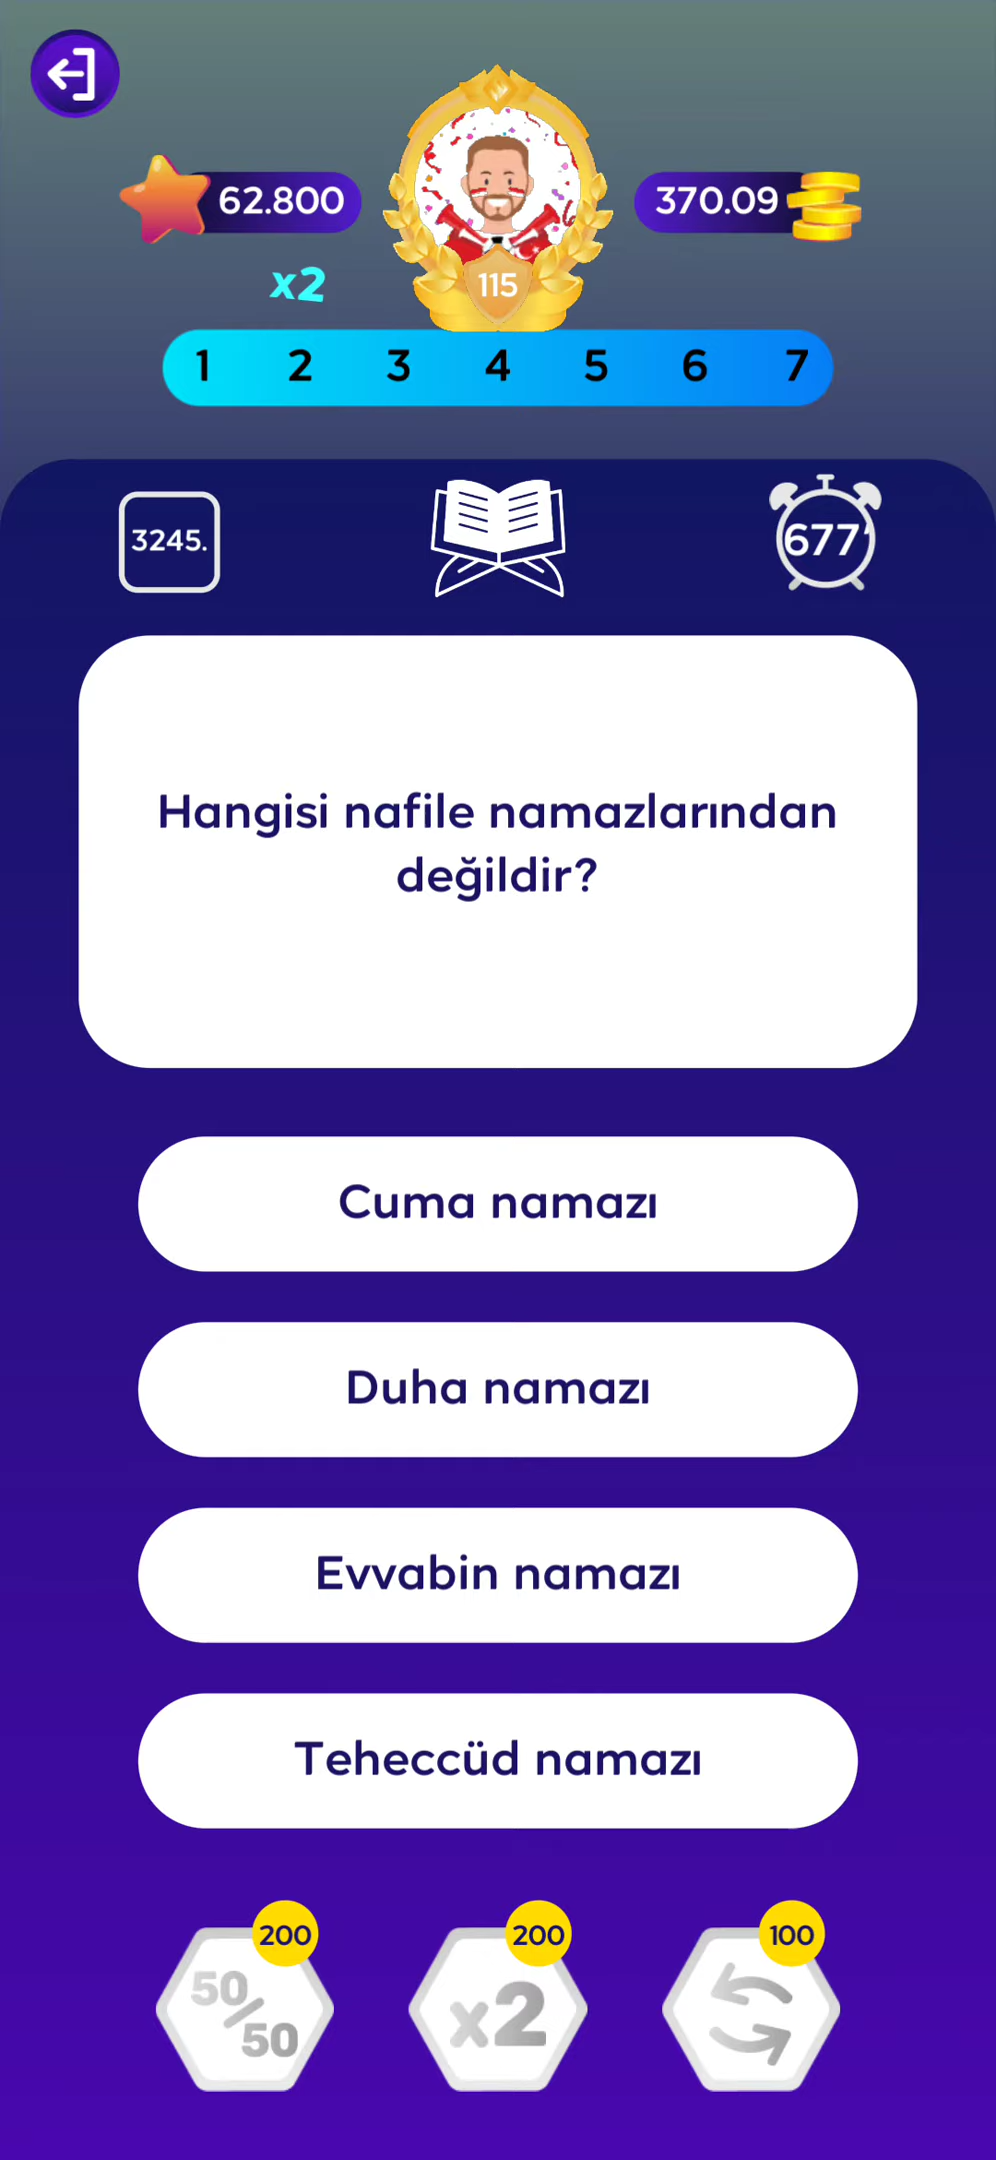 62.800
370.09
x2
115
1 2 3 4 5 6 7
3245.
677
Hangisi nafile namazlarından
değildir?
Cuma namazı
Duha namazı
Evvabin namazı
Teheccüd namazı
200
200
100
50/50
x2